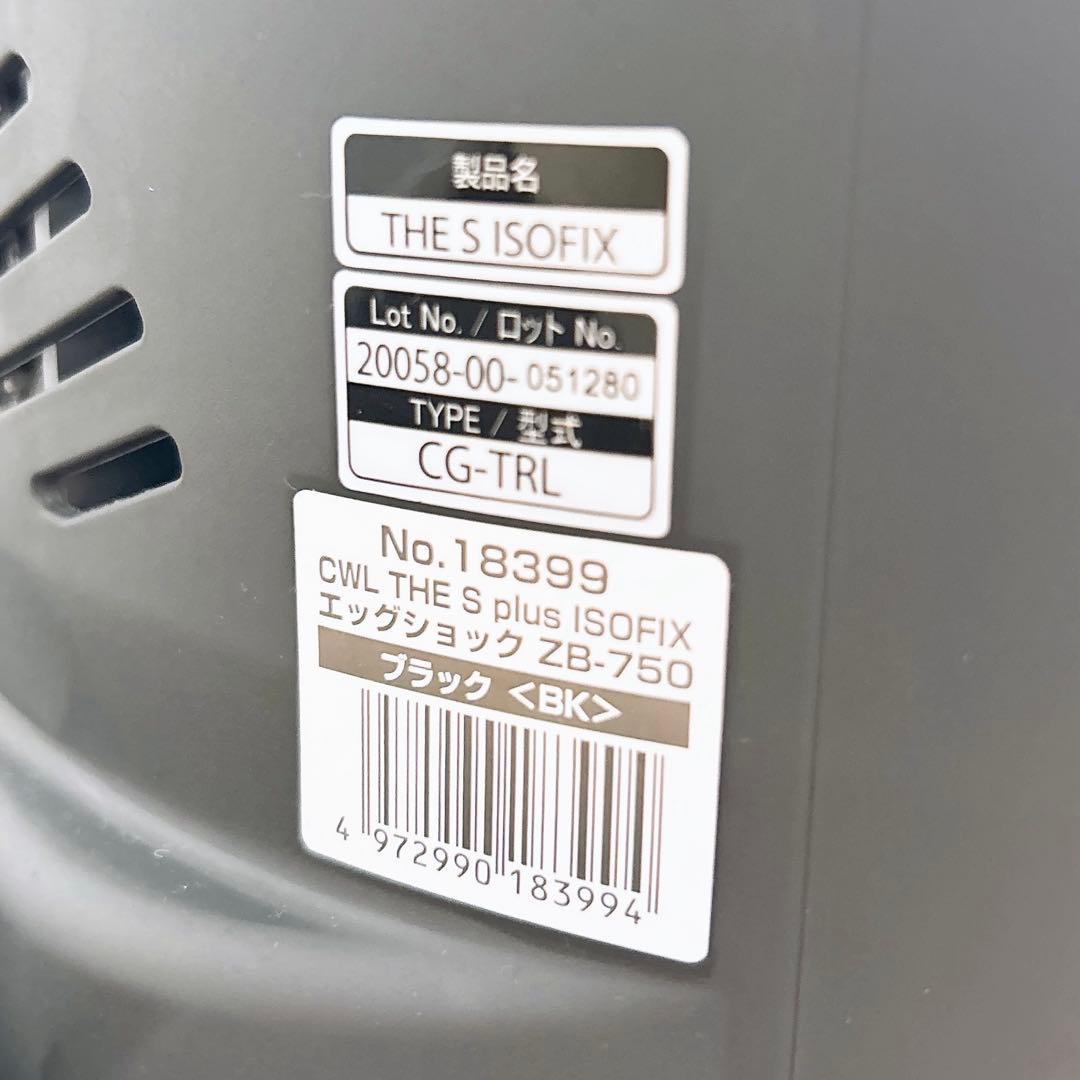 製品名
THE S ISOFIX
Lot No. / ロット No.
20058-00- 051280
TYPE / 型式
CG-TRL
No.18399
CWL THE S plus ISOFIX
エッグショック ZB-750
ブラック <BK>
4 972990 183994